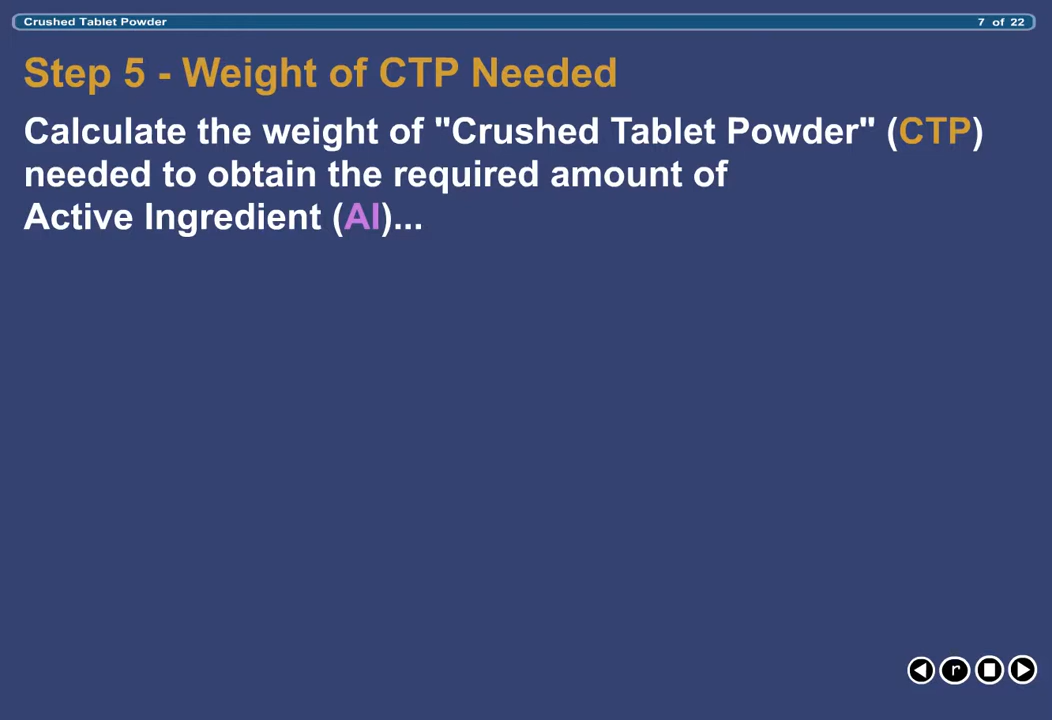 Crushed Tablet Powder
7 of 22
Step 5 - Weight of CTP Needed
Calculate the weight of "Crushed Tablet Powder" (CTP)
needed to obtain the required amount of
Active Ingredient (AI)...
r